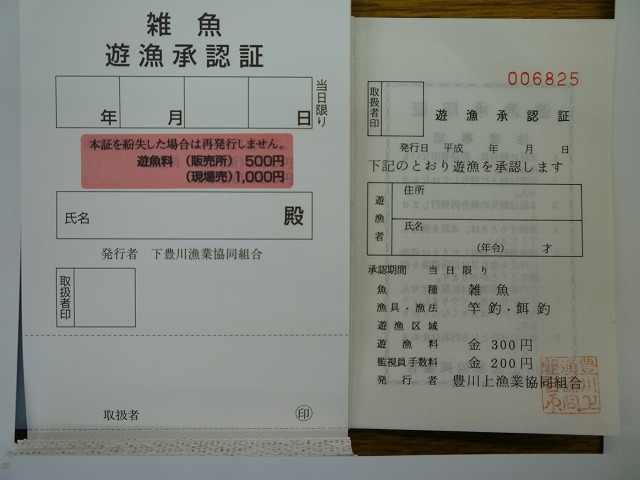 雑魚
遊漁承認証
年 月 日
当日限り
本証を紛失した場合は再発行しません。
遊魚料 (販売所) 500円
(現場売) 1,000円
氏名 殿
発行者 下豊川漁業協同組合
取扱者印
取扱者 ㊞
006825
取扱者印
遊漁承認証
発行日 平成 年 月 日
下記のとおり遊漁を承認します
遊漁者
住所
氏名
(年令) 才
承認期間 当日限り
魚種 雑魚
漁具・漁法 竿釣・餌釣
遊漁区域
遊漁料 金300円
監視員手数料 金200円
発行者 豊川上漁業協同組合